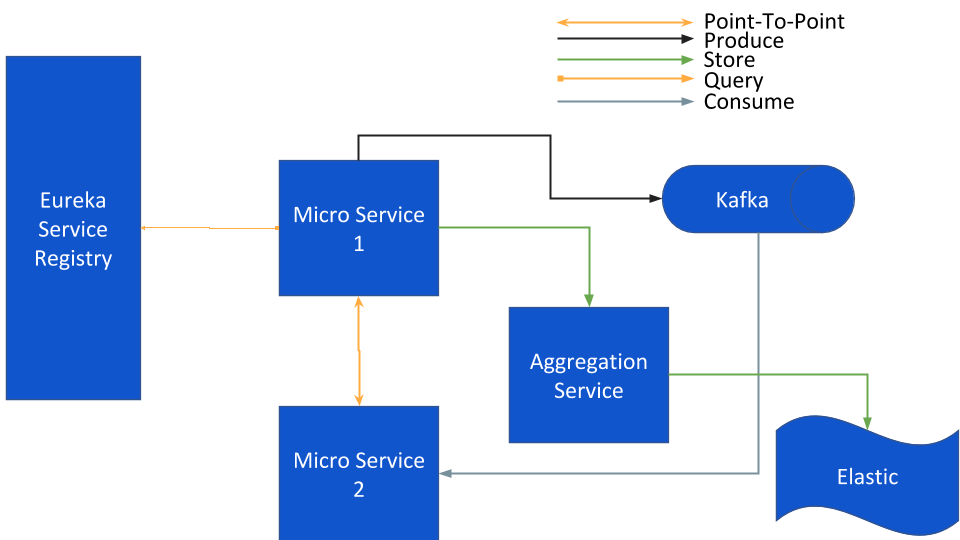 Point-To-Point
Produce
Store
Query
Consume
Eureka
Service
Registry
Micro Service
1
Kafka
Aggregation
Service
Micro Service
2
Elastic